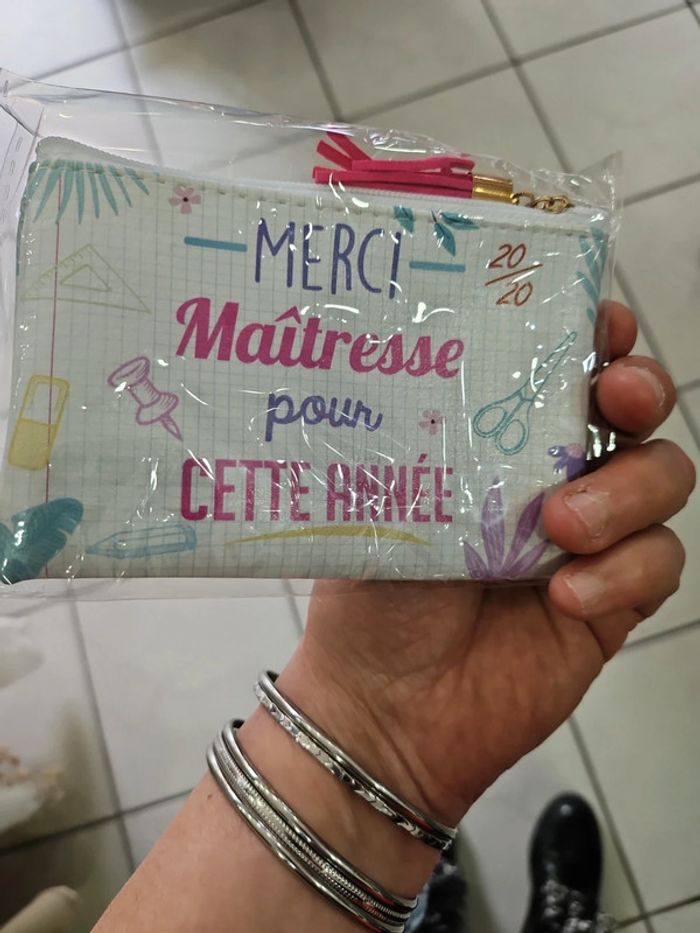 MERCI
20/20
Maîtresse
pour
CETTE ANNÉE